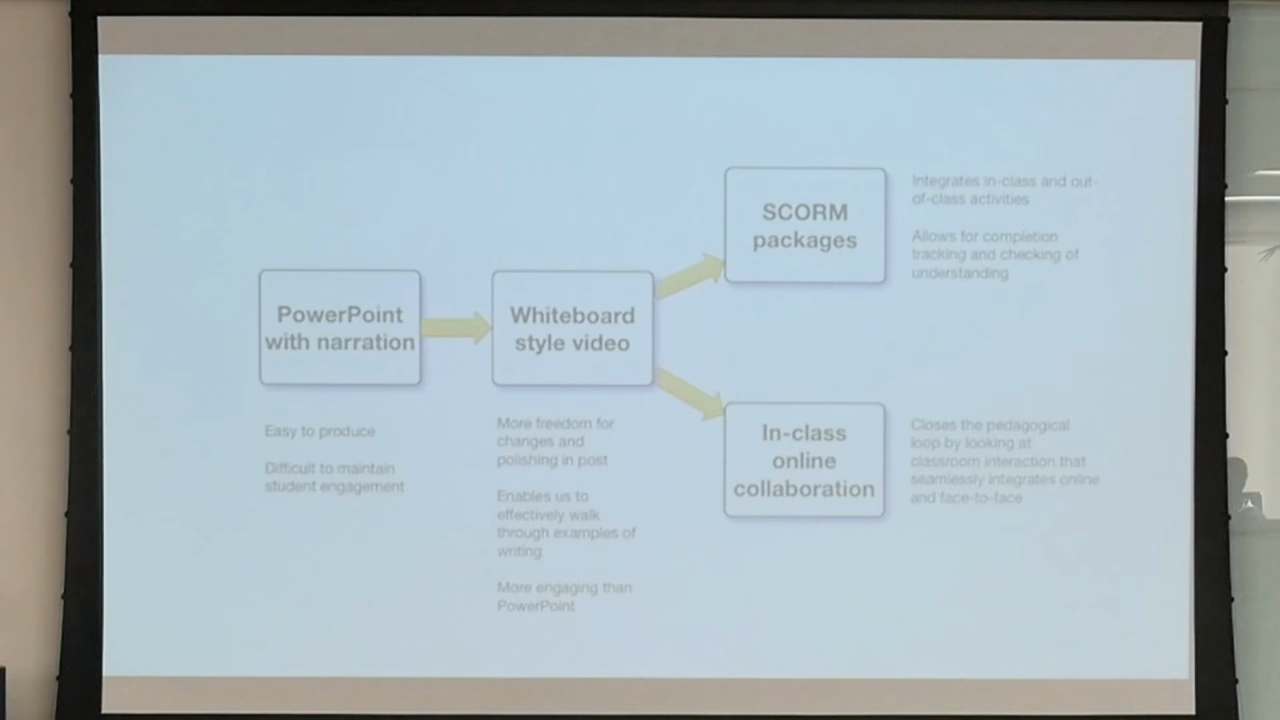 PowerPoint
with narration
Easy to produce
Difficult to maintain
student engagement
Whiteboard
style video
More freedom for
changes and
polishing in post
Enables us to
effectively walk
through examples of
writing
More engaging than
PowerPoint
SCORM
packages
Integrates in-class and out-
of-class activities
Allows for completion
tracking and checking of
understanding
In-class
online
collaboration
Closes the pedagogical
loop by looking at
classroom interaction that
seamlessly integrates online
and face-to-face